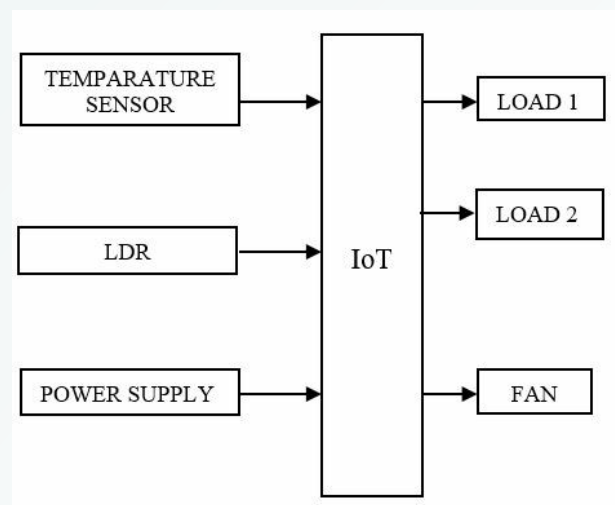 TEMPARATURE
SENSOR
LDR
POWER SUPPLY
IoT
LOAD 1
LOAD 2
FAN